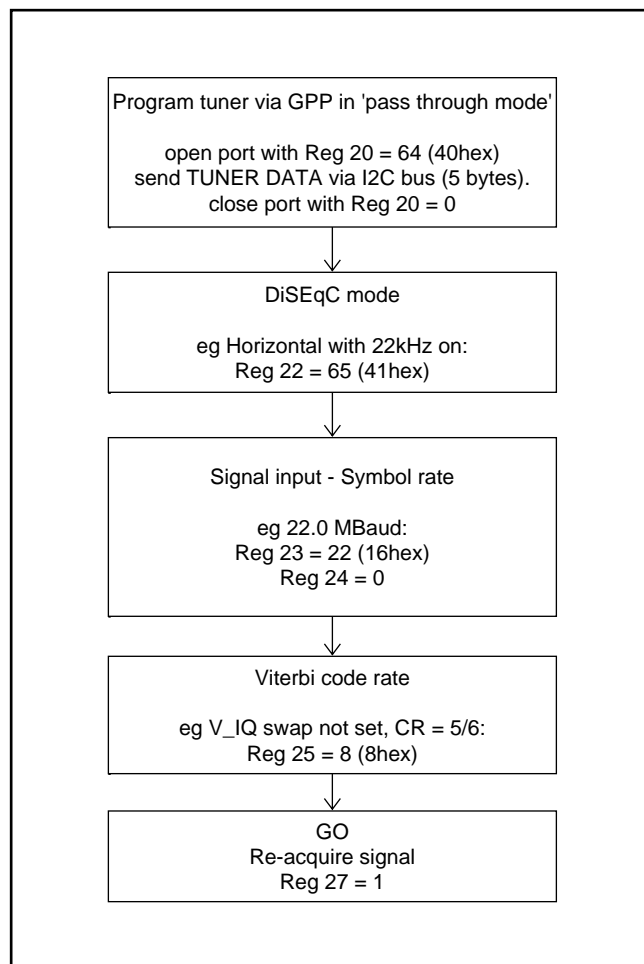 Program tuner via GPP in 'pass through mode'
open port with Reg 20 = 64 (40hex)
send TUNER DATA via I2C bus (5 bytes).
close port with Reg 20 = 0
DiSEqC mode
eg Horizontal with 22kHz on:
Reg 22 = 65 (41hex)
Signal input - Symbol rate
eg 22.0 MBaud:
Reg 23 = 22 (16hex)
Reg 24 = 0
Viterbi code rate
eg V_IQ swap not set, CR = 5/6:
Reg 25 = 8 (8hex)
GO
Re-acquire signal
Reg 27 = 1